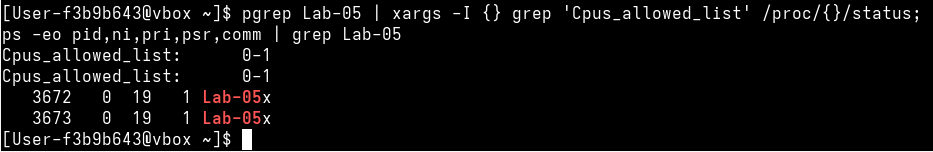 [User-f3b9b643@vbox ~]$ pgrep Lab-05 | xargs -I {} grep 'Cpus_allowed_list' /proc/{}/status;
ps -eo pid,ni,pri,psr,comm | grep Lab-05
Cpus_allowed_list:      0-1
Cpus_allowed_list:      0-1
   3672   0  19   1 Lab-05x
   3673   0  19   1 Lab-05x
[User-f3b9b643@vbox ~]$